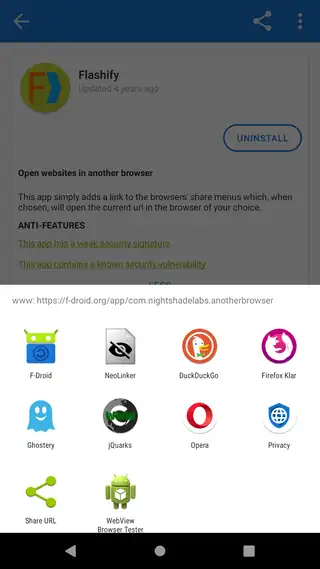 Flashify
Updated 4 years ago
UNINSTALL
Open websites in another browser
This app simply adds a link to the browsers' share menus which, when
chosen, will open the current url in the browser of your choice.
ANTI-FEATURES
This app has a weak security signature
This app contains a known security vulnerability
www: https://f-droid.org/app/com.nightshadelabs.anotherbrowser
F-Droid
NeoLinker
DuckDuckGo
Firefox Klar
Ghostery
jQuarks
Opera
Privacy
Share URL
WebView
Browser Tester